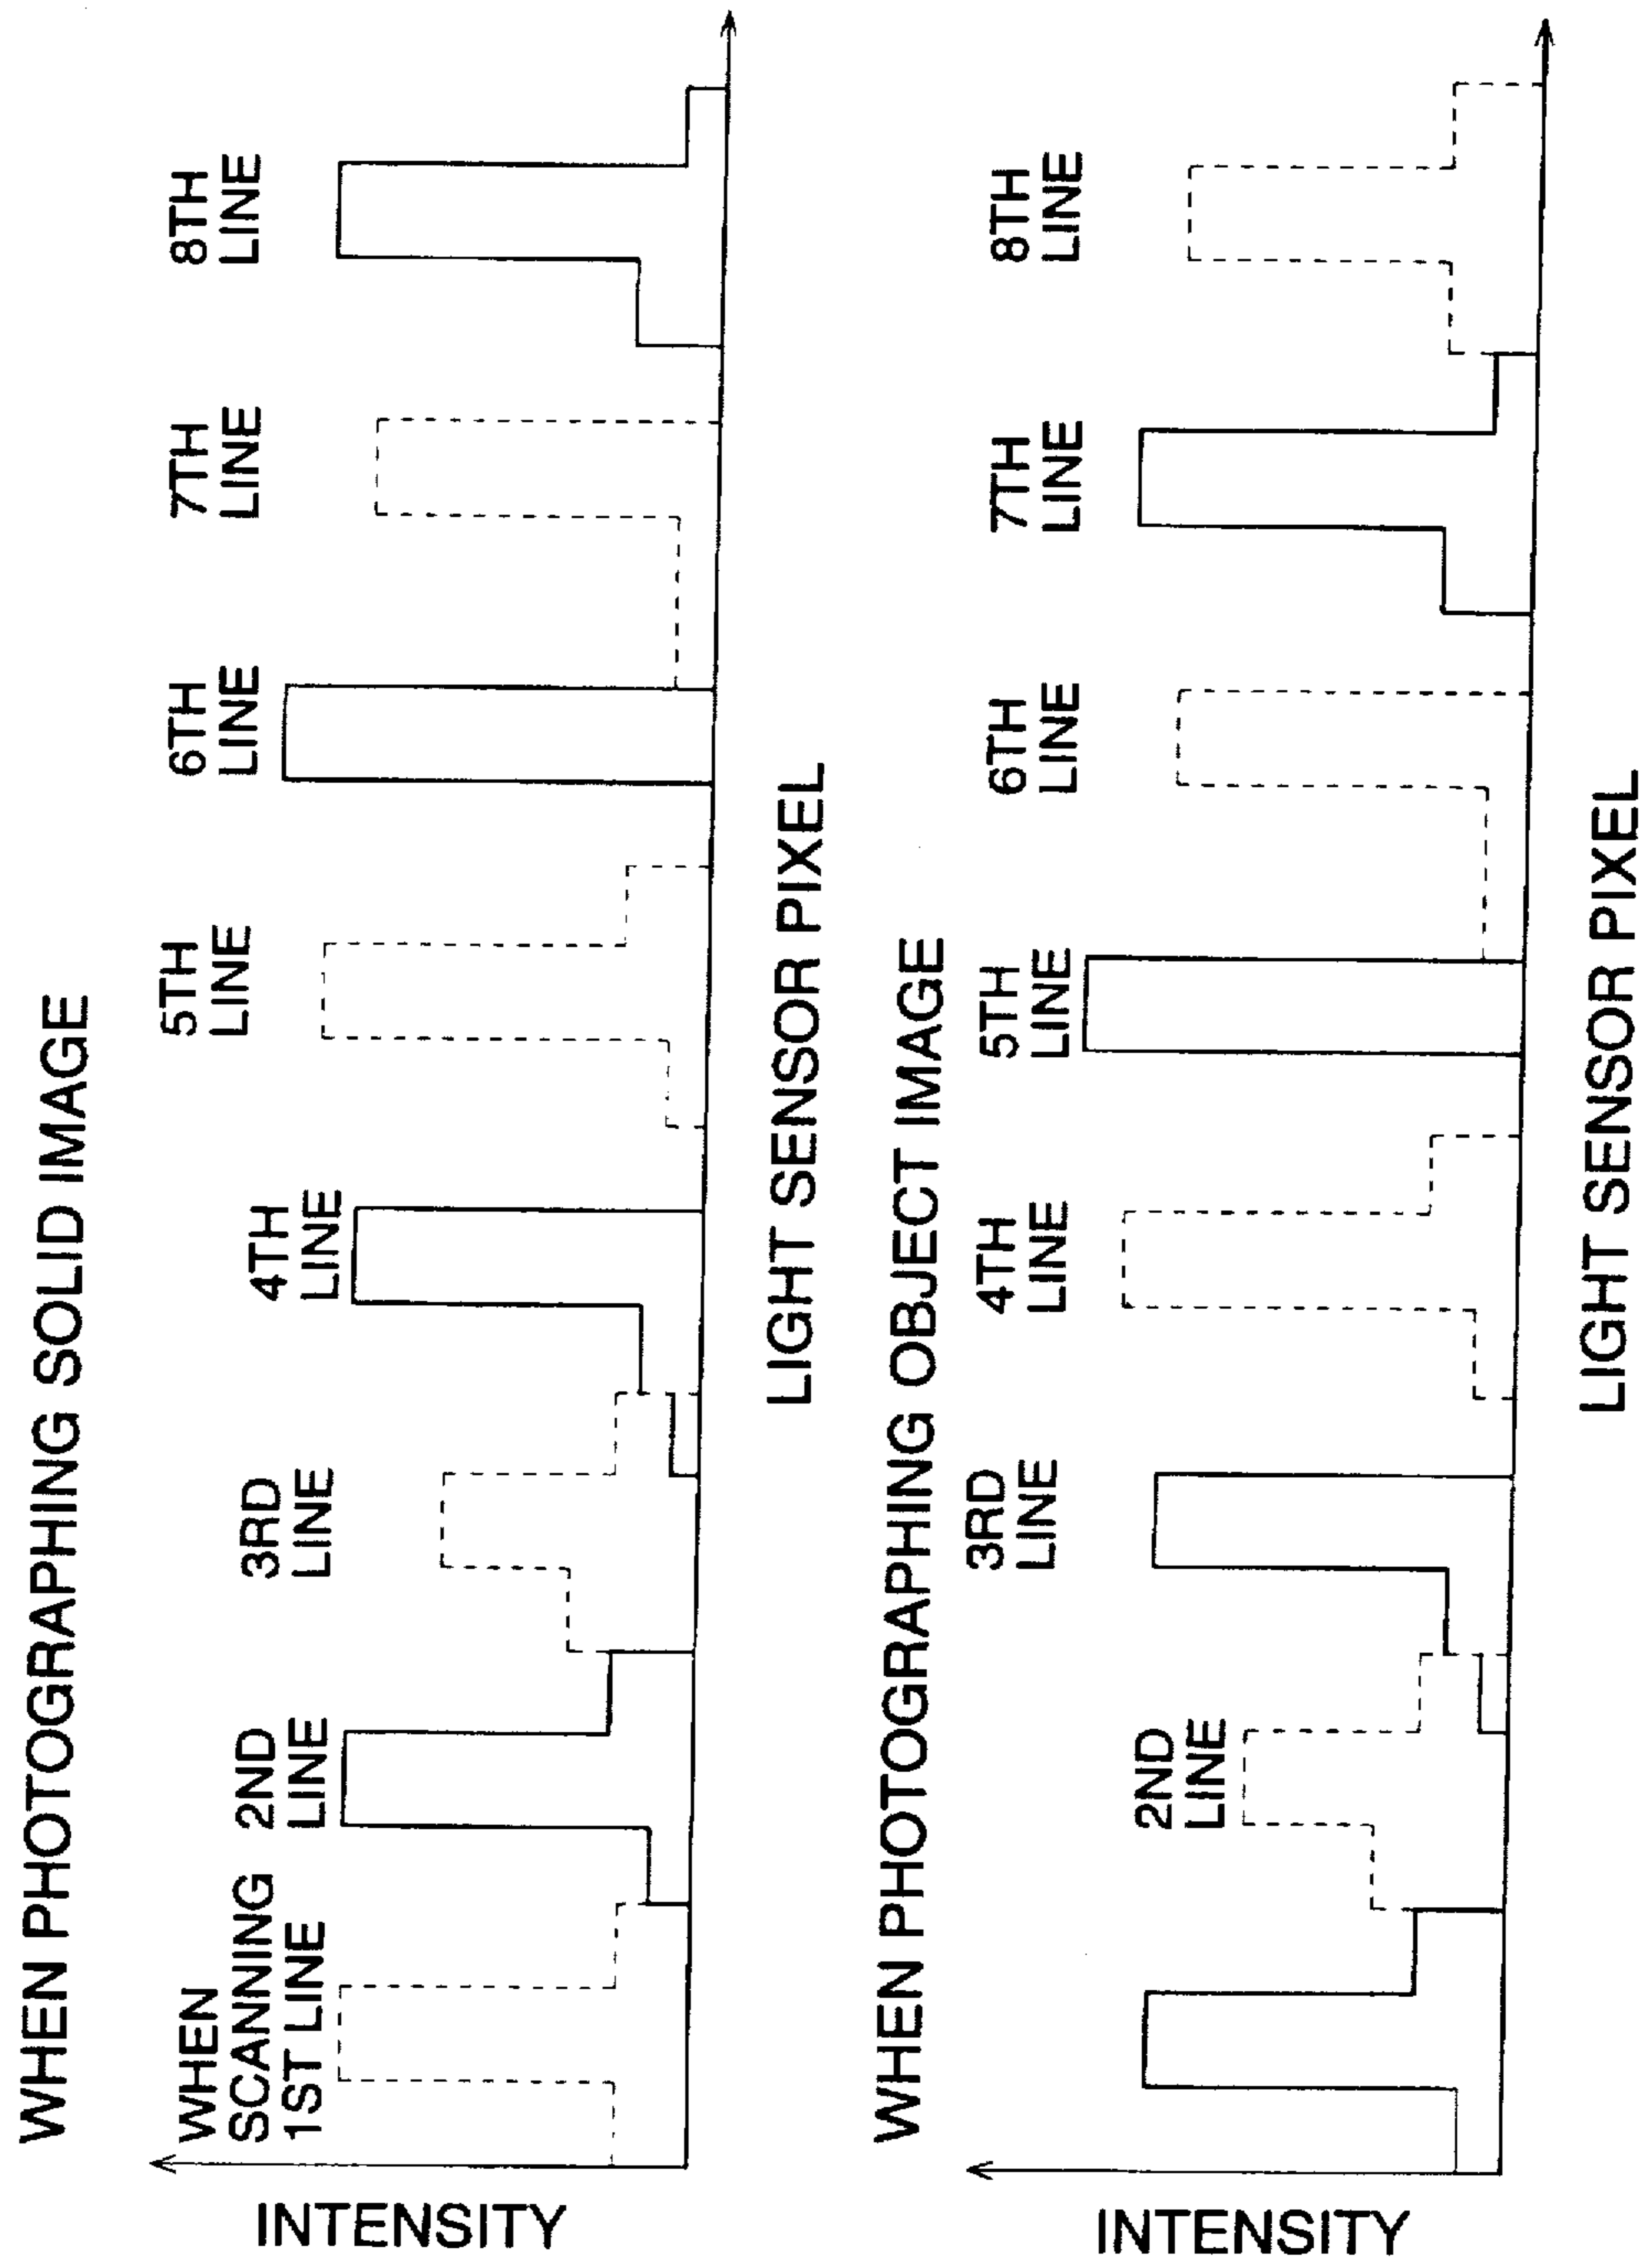 WHEN PHOTOGRAPHING SOLID IMAGE
INTENSITY
WHEN
SCANNING
1ST LINE
2ND
LINE
3RD
LINE
4TH
LINE
5TH
LINE
6TH
LINE
7TH
LINE
8TH
LINE
LIGHT SENSOR PIXEL
WHEN PHOTOGRAPHING OBJECT IMAGE
INTENSITY
2ND
LINE
3RD
LINE
4TH
LINE
5TH
LINE
6TH
LINE
7TH
LINE
8TH
LINE
LIGHT SENSOR PIXEL